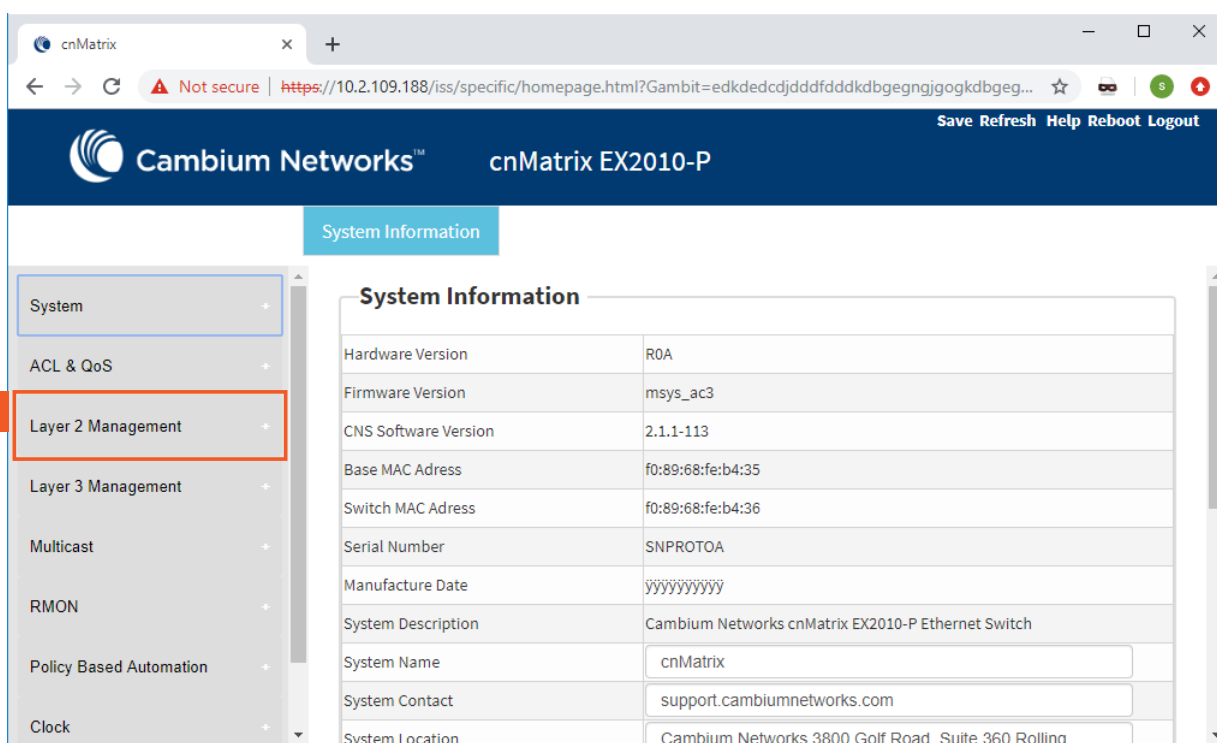 cnMatrix
Not secure | https://10.2.109.188/iss/specific/homepage.html?Gambit=edkdedcdjdddfdddkdbgegngjgogkdbgeg...
S
Save Refresh Help Reboot Logout
Cambium Networks™ cnMatrix EX2010-P
System Information
System +
ACL & QoS +
Layer 2 Management +
Layer 3 Management +
Multicast +
RMON +
Policy Based Automation +
Clock +
System Information
Hardware Version R0A
Firmware Version msys_ac3
CNS Software Version 2.1.1-113
Base MAC Adress f0:89:68:fe:b4:35
Switch MAC Adress f0:89:68:fe:b4:36
Serial Number SNPROTOA
Manufacture Date ÿÿÿÿÿÿÿÿÿÿ
System Description Cambium Networks cnMatrix EX2010-P Ethernet Switch
System Name cnMatrix
System Contact support.cambiumnetworks.com
System Location Cambium Networks 3800 Golf Road, Suite 360 Rolling